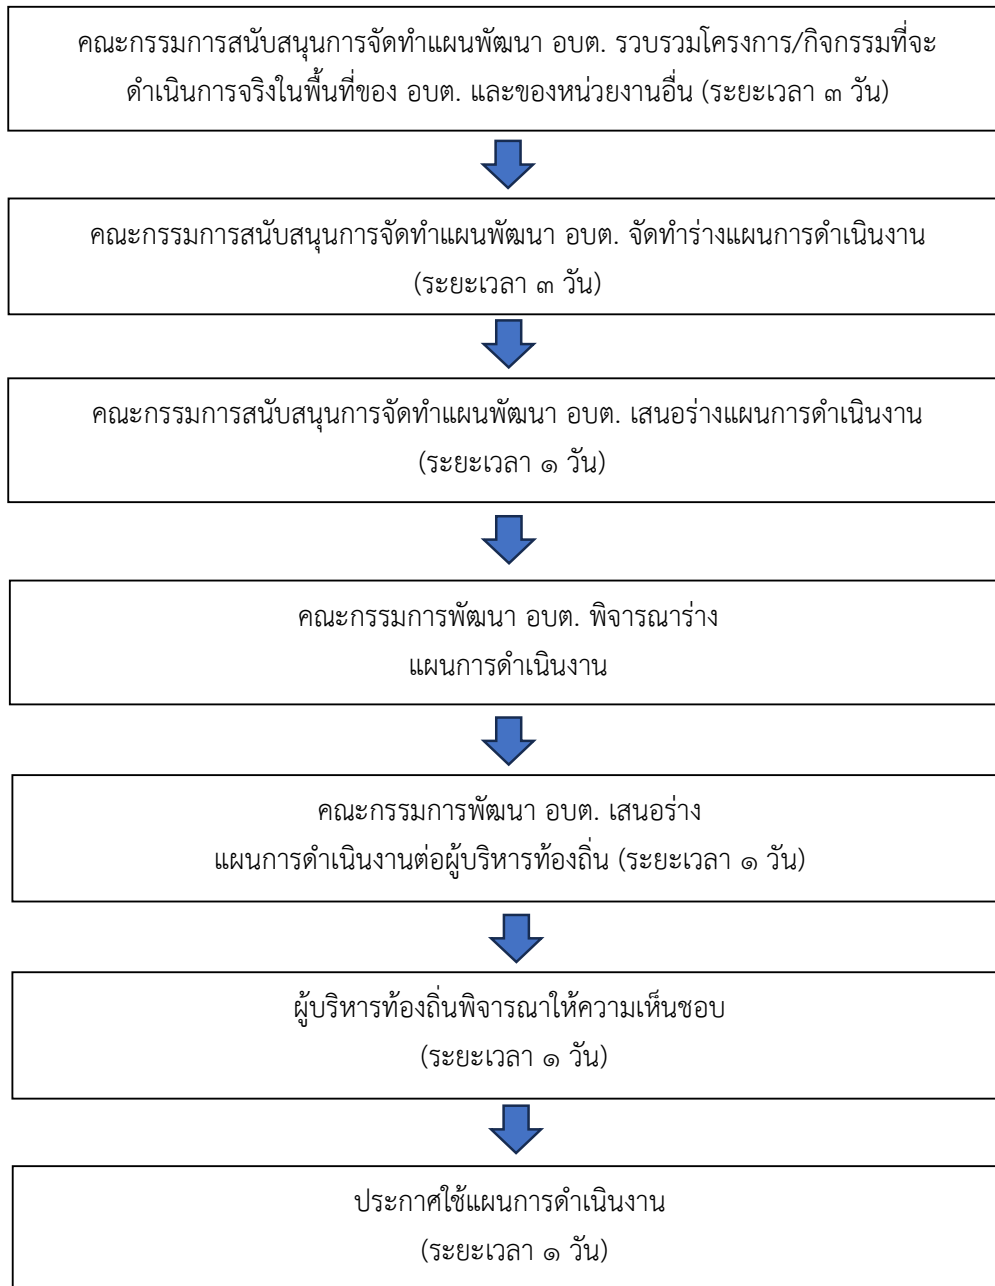 คณะกรรมการสนับสนุนการจัดทำแผนพัฒนา อบต. รวบรวมโครงการ/กิจกรรมที่จะ
ดำเนินการจริงในพื้นที่ของ อบต. และของหน่วยงานอื่น (ระยะเวลา ๓ วัน)
คณะกรรมการสนับสนุนการจัดทำแผนพัฒนา อบต. จัดทำร่างแผนการดำเนินงาน
(ระยะเวลา ๓ วัน)
คณะกรรมการสนับสนุนการจัดทำแผนพัฒนา อบต. เสนอร่างแผนการดำเนินงาน
(ระยะเวลา ๑ วัน)
คณะกรรมการพัฒนา อบต. พิจารณาร่าง
แผนการดำเนินงาน
คณะกรรมการพัฒนา อบต. เสนอร่าง
แผนการดำเนินงานต่อผู้บริหารท้องถิ่น (ระยะเวลา ๑ วัน)
ผู้บริหารท้องถิ่นพิจารณาให้ความเห็นชอบ
(ระยะเวลา ๑ วัน)
ประกาศใช้แผนการดำเนินงาน
(ระยะเวลา ๑ วัน)